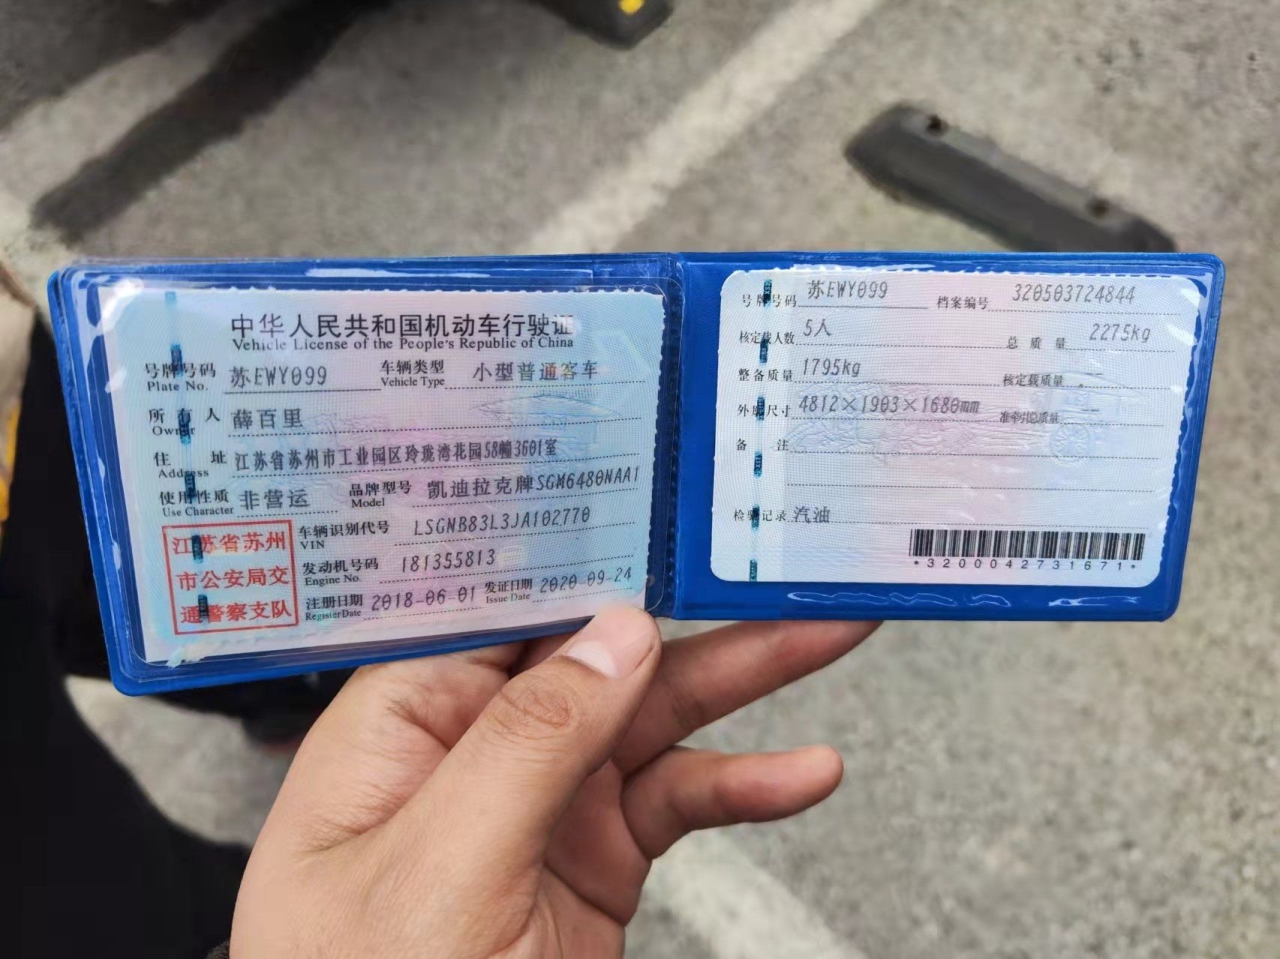 中华人民共和国机动车行驶证
Vehicle License of the People's Republic of China
号牌号码 苏EWY099 车辆类型 小型普通客车
Plate No. Vehicle Type
所有人 薛百里
Owner
住址 江苏省苏州市工业园区玲珑湾花园58幢3601室
Address
使用性质 非营运 品牌型号 凯迪拉克牌SGM6480NAA1
Use Character Model
江苏省苏州
市公安局交
通警察支队
车辆识别代号 LSGNB83L3JA102770
VIN
发动机号码 181355813
Engine No.
注册日期 2018-06-01 发证日期 2020-09-24
Register Date Issue Date
号牌号码 苏EWY099 档案编号 320503724844
核定载人数 5人 总质量 2275kg
整备质量 1795kg 核定载质量
外廓尺寸 4812×1903×1680mm 准牵引总质量 --
备注
检验记录 汽油
*3200042731671*